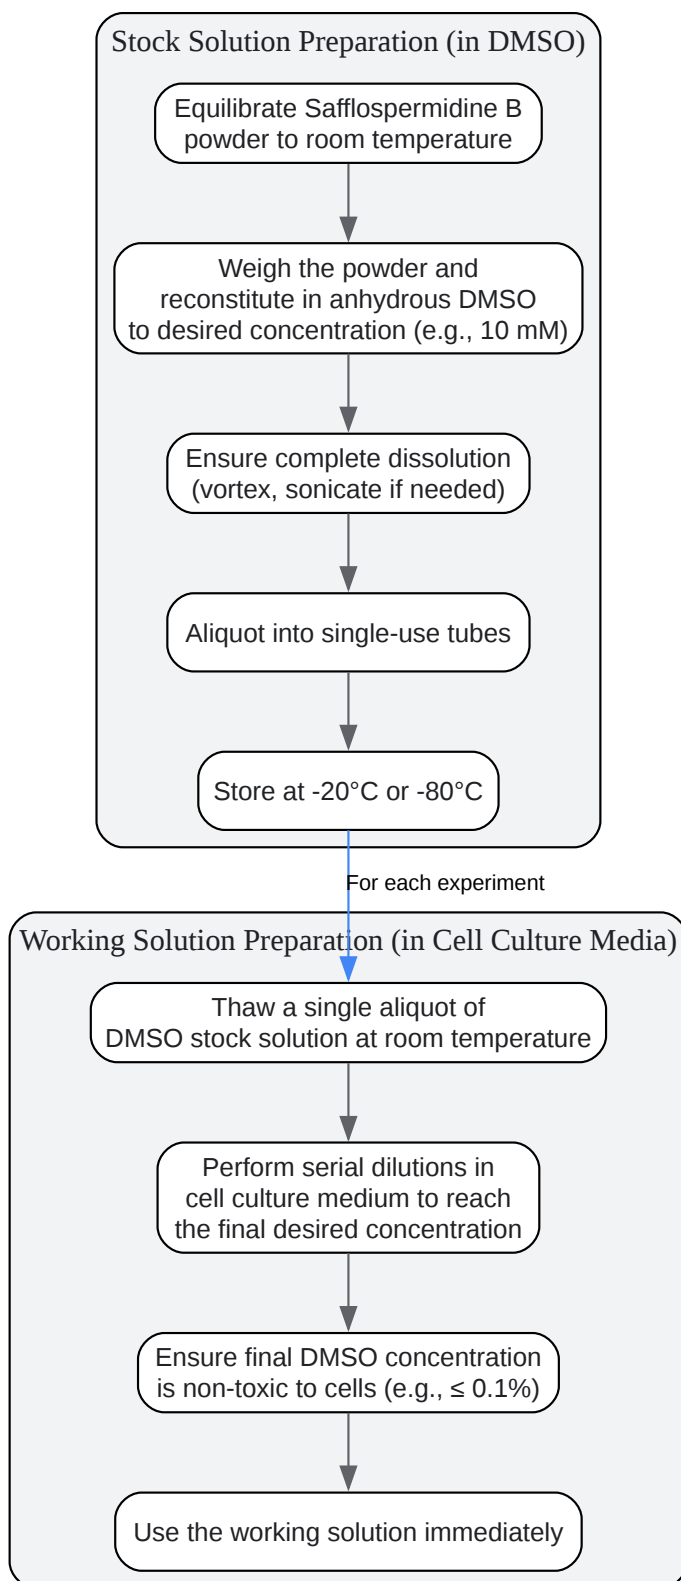 Stock Solution Preparation (in DMSO)
Equilibrate Safflospermidine B
powder to room temperature
Weigh the powder and
reconstitute in anhydrous DMSO
to desired concentration (e.g., 10 mM)
Ensure complete dissolution
(vortex, sonicate if needed)
Aliquot into single-use tubes
Store at -20°C or -80°C
For each experiment
Working Solution Preparation (in Cell Culture Media)
Thaw a single aliquot of
DMSO stock solution at room temperature
Perform serial dilutions in
cell culture medium to reach
the final desired concentration
Ensure final DMSO concentration
is non-toxic to cells (e.g., ≤ 0.1%)
Use the working solution immediately